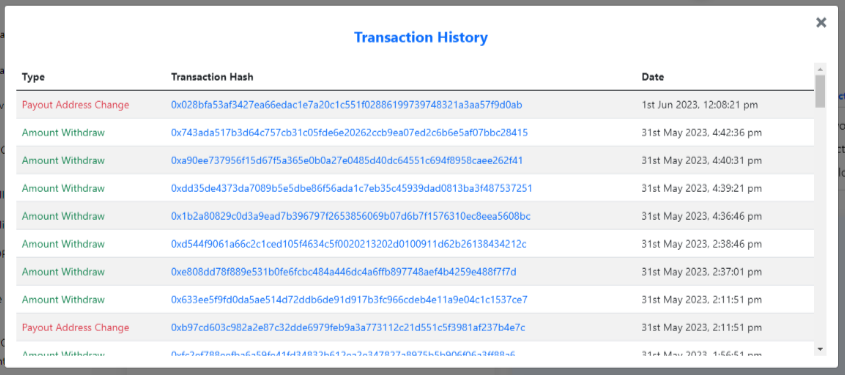 Transaction History
Type Transaction Hash Date
Payout Address Change 0x028bfa53af3427ea66edac1e7a20c1c551f02886199739748321a3aa57f9d0ab 1st Jun 2023, 12:08:21 pm
Amount Withdraw 0x743ada517b3d64c757cb31c05fde6e20262ccb9ea07ed2c6b6e5af07bbc28415 31st May 2023, 4:42:36 pm
Amount Withdraw 0xa90ee737956f15d67f5a365e0b0a27e0485d40dc64551c694f8958caee262f41 31st May 2023, 4:40:31 pm
Amount Withdraw 0xdd35de4373da7089b5e5dbe86f56ada1c7eb35c45939dad0813ba3f487537251 31st May 2023, 4:39:21 pm
Amount Withdraw 0x1b2a80829c0d3a9ead7b396797f2653856069b07d6b7f1576310ec8eea5608bc 31st May 2023, 4:36:46 pm
Amount Withdraw 0xd544f9061a66c2c1ced105f4634c5f0020213202d0100911d62b26138434212c 31st May 2023, 2:38:46 pm
Amount Withdraw 0xe808dd78f889e531b0fe6fcbc484a446dc4a6ffb897748aef4b4259e488f7f7d 31st May 2023, 2:37:01 pm
Amount Withdraw 0x633ee5f9fd0da5ae514d72ddb6de91d917b3fc966cdeb4e11a9e04c1c1537ce7 31st May 2023, 2:11:51 pm
Payout Address Change 0xb97cd603c982a2e87c32dde6979feb9a3a773112c21d551c5f3981af237b4e7c 31st May 2023, 2:11:51 pm
Amount Withdraw 31st May 2023, 1:56:51 pm